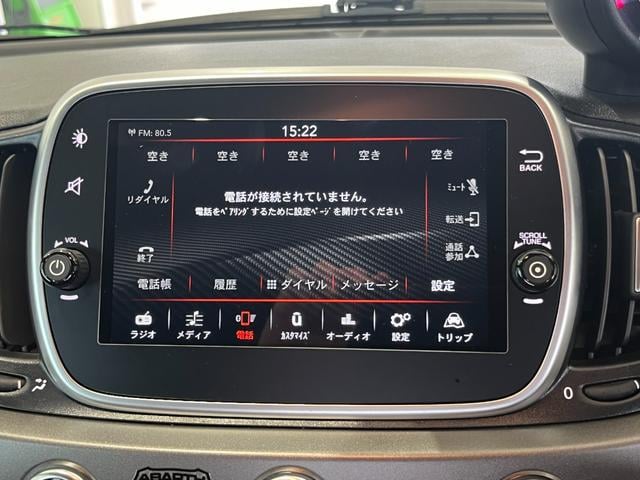 FM: 80.5 15:22
空き 空き 空き 空き 空き
BACK
リダイヤル
電話が接続されていません。
電話をペアリングするために設定ページを開けてください
ミュート
転送
通話
参加
VOL
SCROLL
TUNE
終了
電話帳 履歴 ダイヤル メッセージ 設定
ラジオ メディア 電話 カスタマイズ オーディオ 設定 トリップ
0
ABARTH